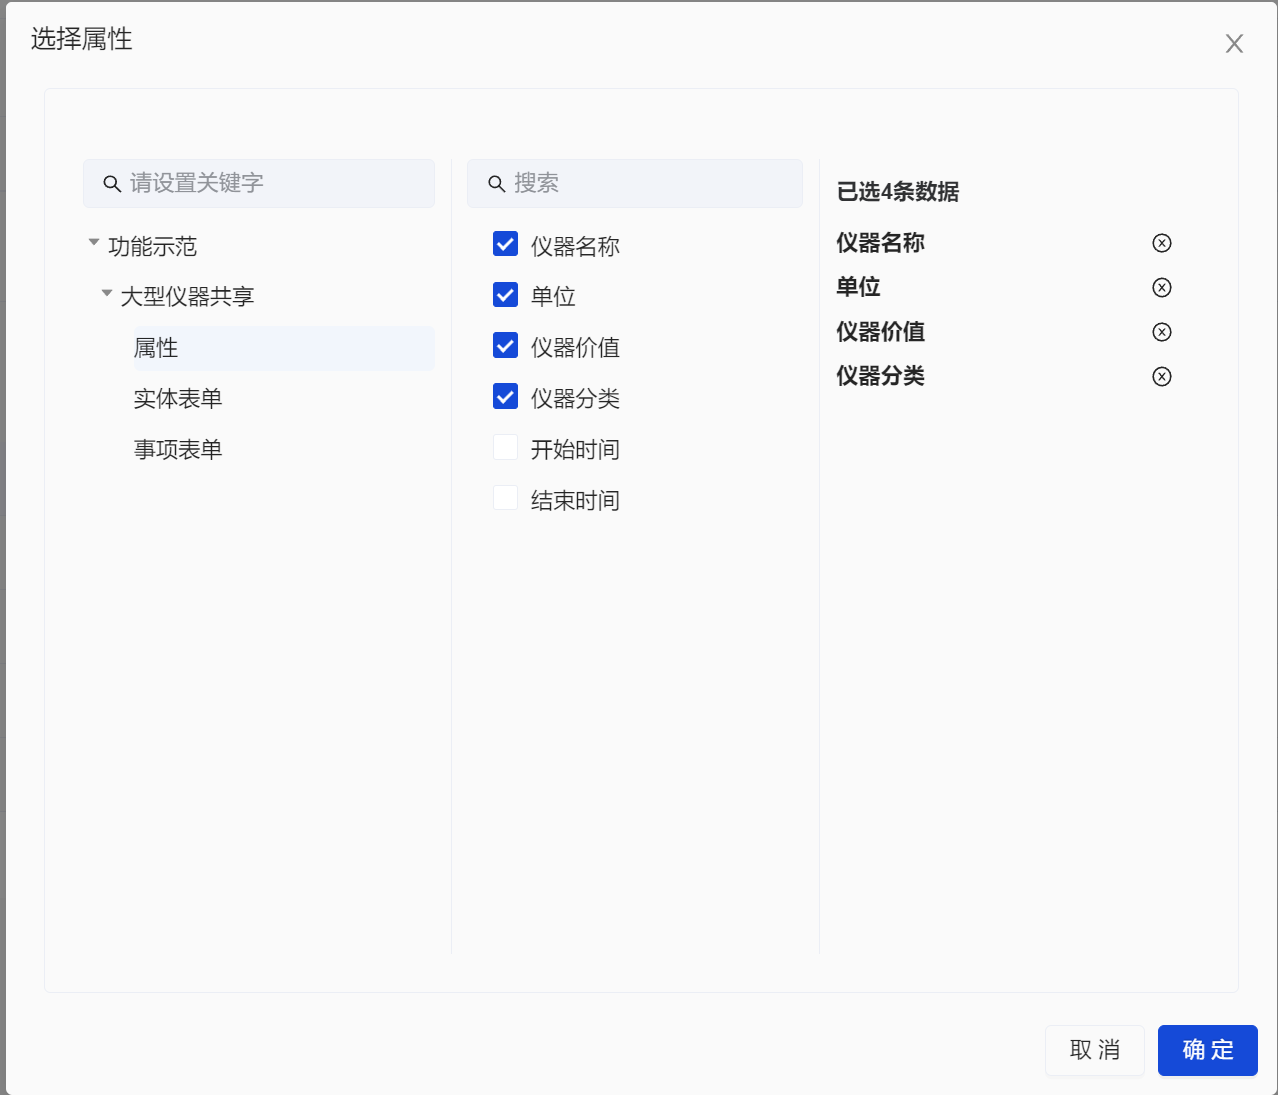 选择属性
请设置关键字
功能示范
大型仪器共享
属性
实体表单
事项表单
搜索
仪器名称
单位
仪器价值
仪器分类
开始时间
结束时间
已选4条数据
仪器名称
单位
仪器价值
仪器分类
取消
确定